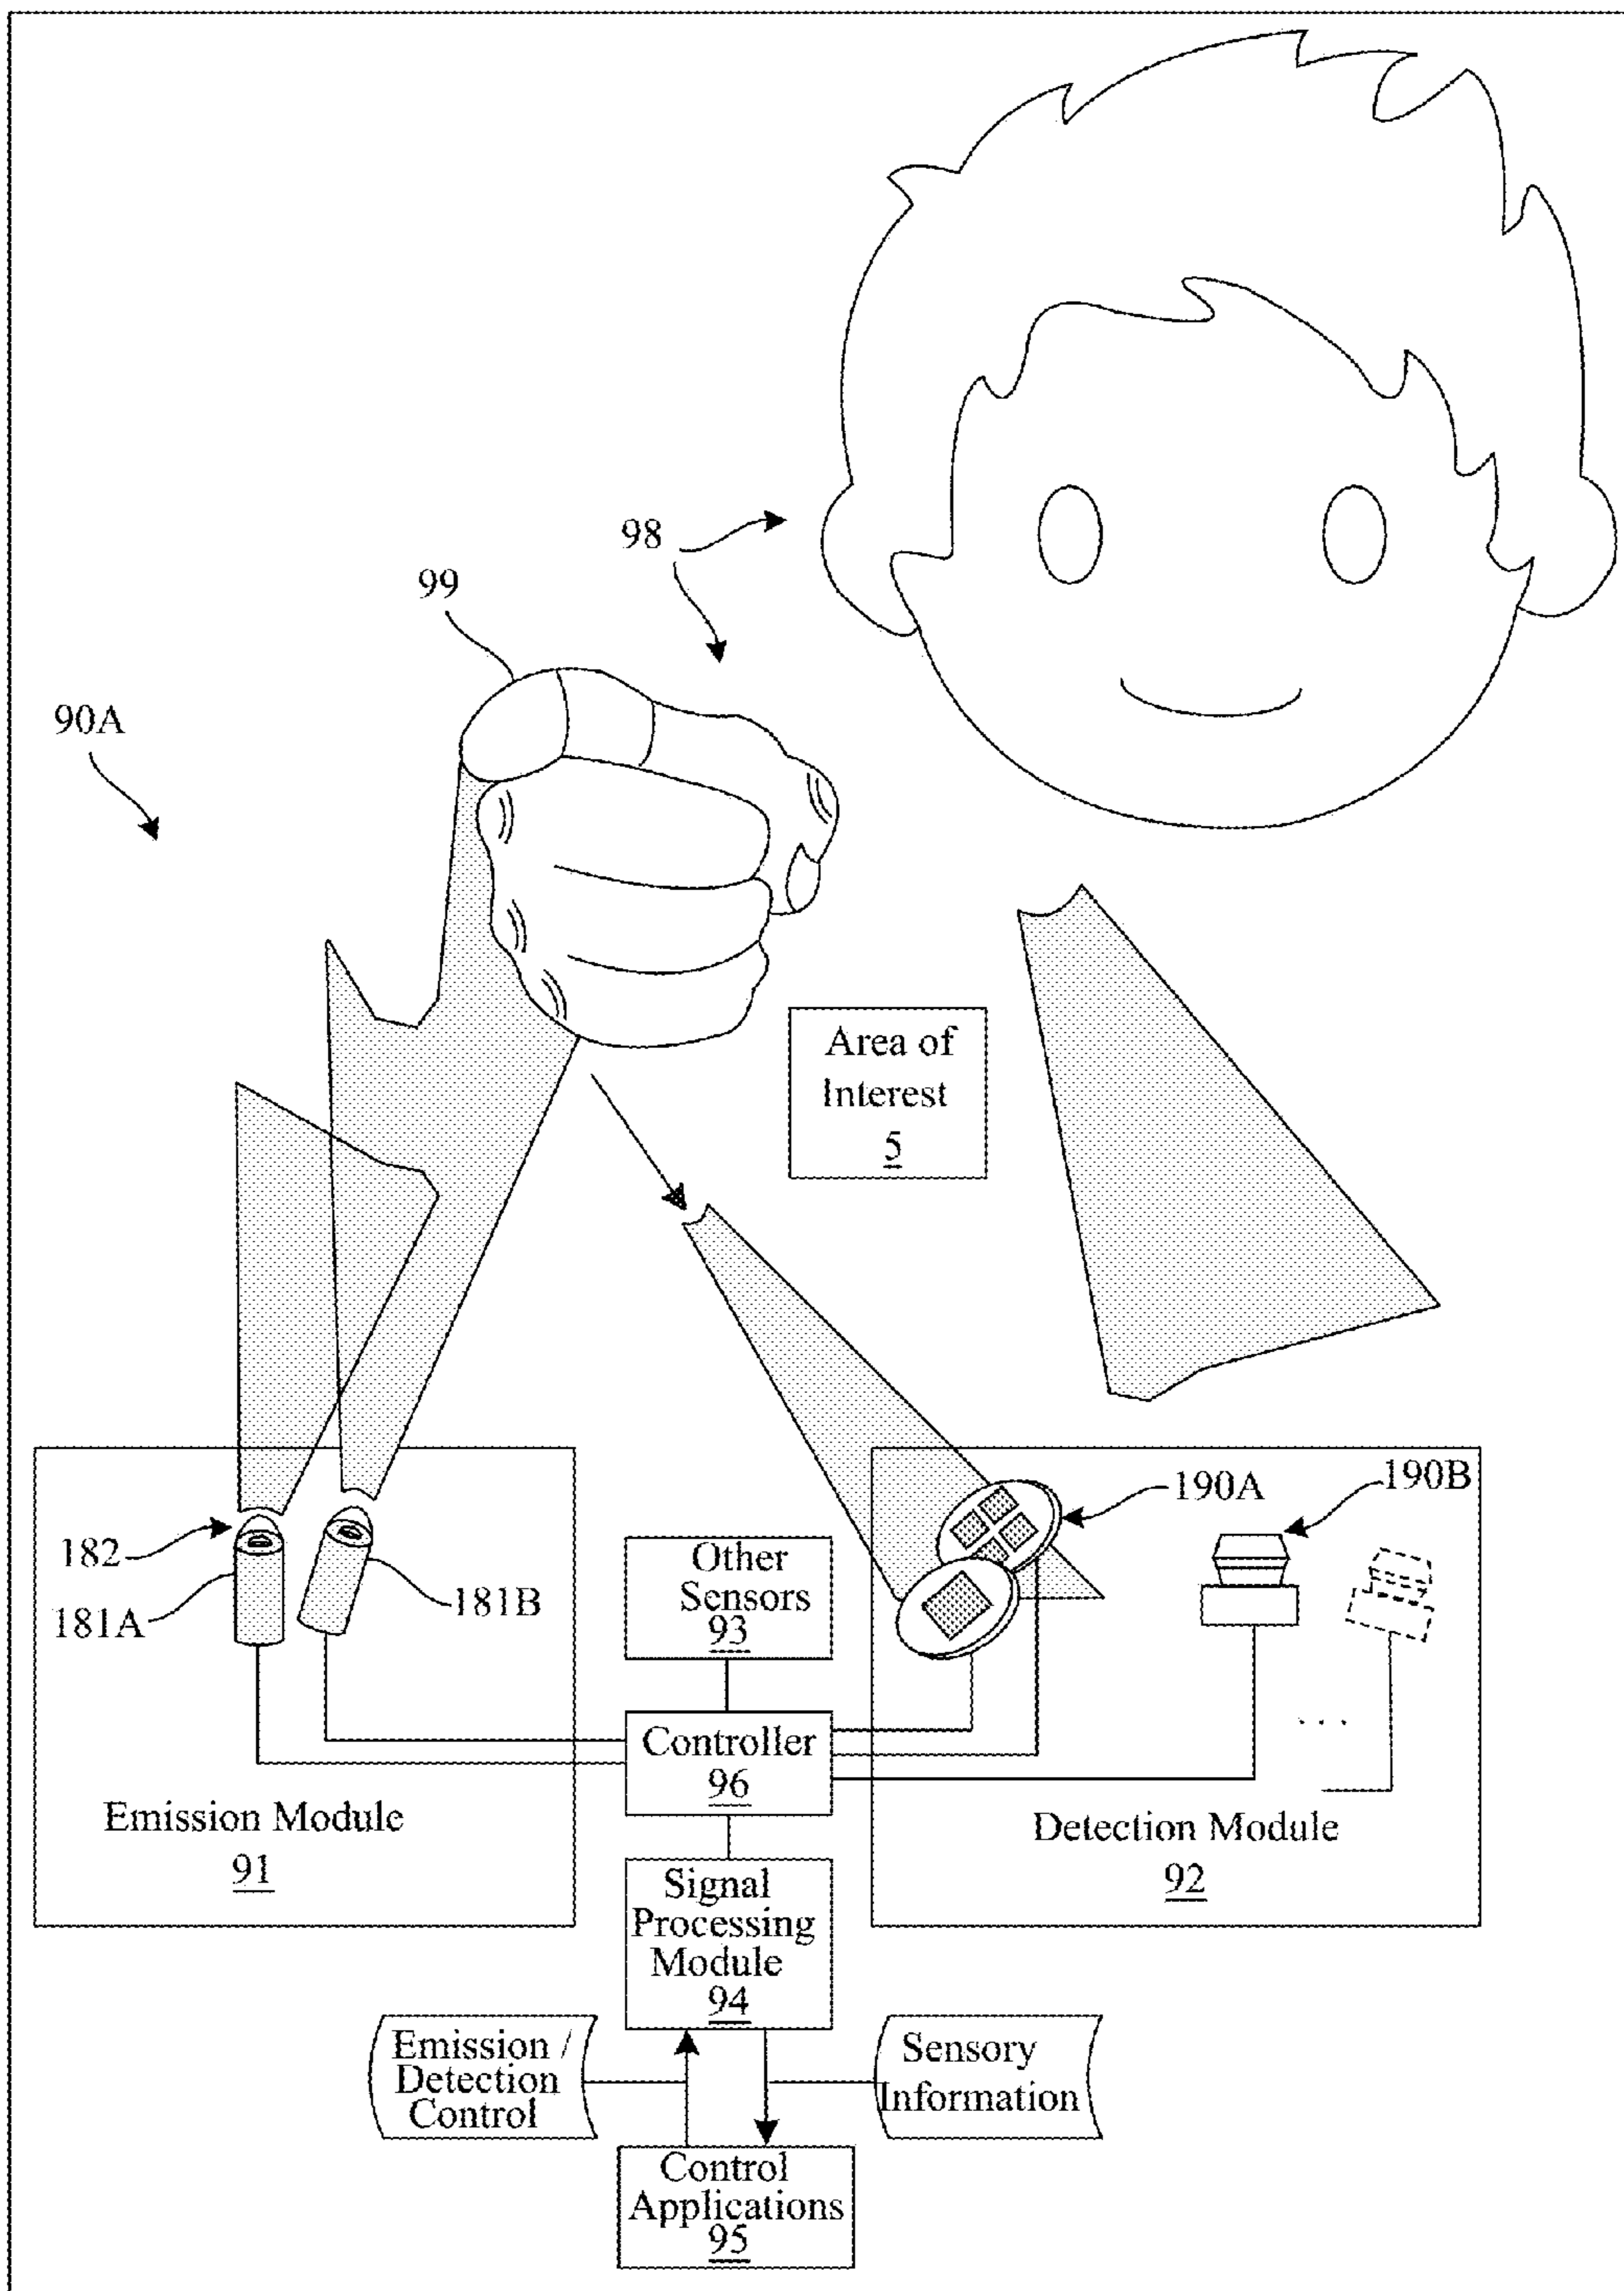 98
99
90A
Area of
Interest
5
190A
190B
182
181A
181B
Other
Sensors
93
Controller
96
Emission Module
91
Detection Module
92
. . .
Signal
Processing
Module
94
Emission /
Detection
Control
Sensory
Information
Control
Applications
95